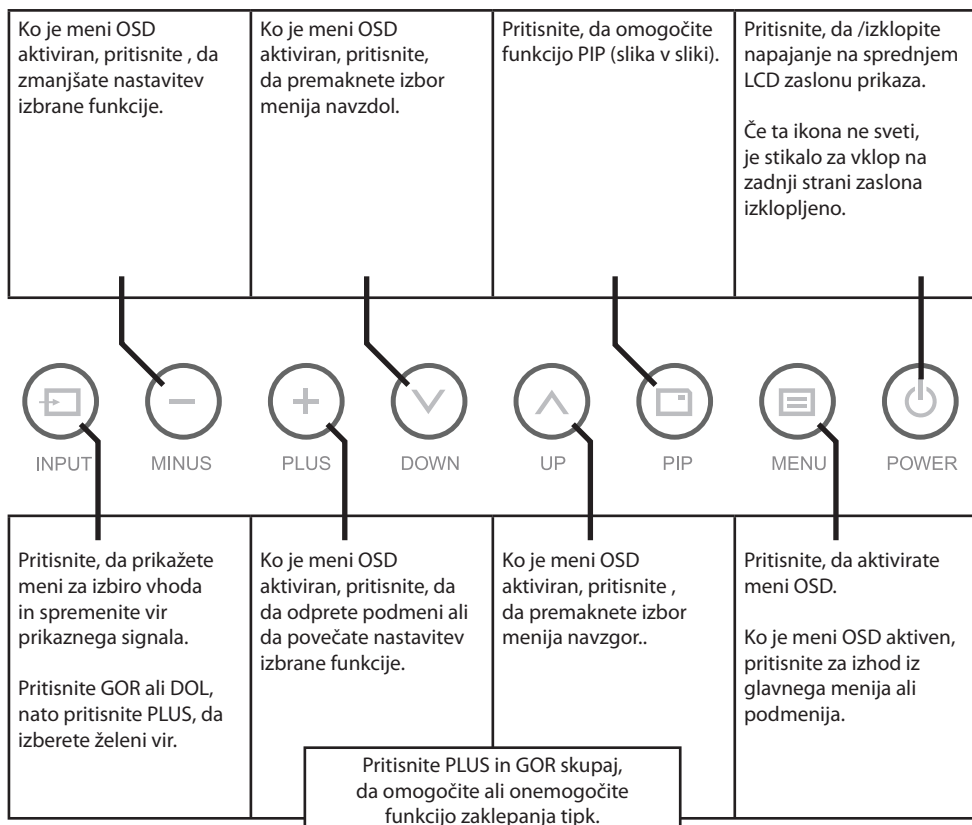 Ko je meni OSD
aktiviran, pritisnite , da
zmanjšate nastavitev
izbrane funkcije.
Ko je meni OSD
aktiviran, pritisnite,
da premaknete izbor
menija navzdol.
Pritisnite, da omogočite
funkcijo PIP (slika v sliki).
Pritisnite, da /izklopite
napajanje na sprednjem
LCD zaslonu prikaza.
Če ta ikona ne sveti,
je stikalo za vklop na
zadnji strani zaslona
izklopljeno.
INPUT
MINUS
PLUS
DOWN
UP
PIP
MENU
POWER
Pritisnite, da prikažete
meni za izbiro vhoda
in spremenite vir
prikaznega signala.
Pritisnite GOR ali DOL,
nato pritisnite PLUS, da
izberete želeni vir.
Ko je meni OSD
aktiviran, pritisnite, da
da odprete podmeni ali
da povečate nastavitev
izbrane funkcije.
Ko je meni OSD
aktiviran, pritisnite ,
da premaknete izbor
menija navzgor..
Pritisnite, da aktivirate
meni OSD.
Ko je meni OSD aktiven,
pritisnite za izhod iz
glavnega menija ali
podmenija.
Pritisnite PLUS in GOR skupaj,
da omogočite ali onemogočite
funkcijo zaklepanja tipk.